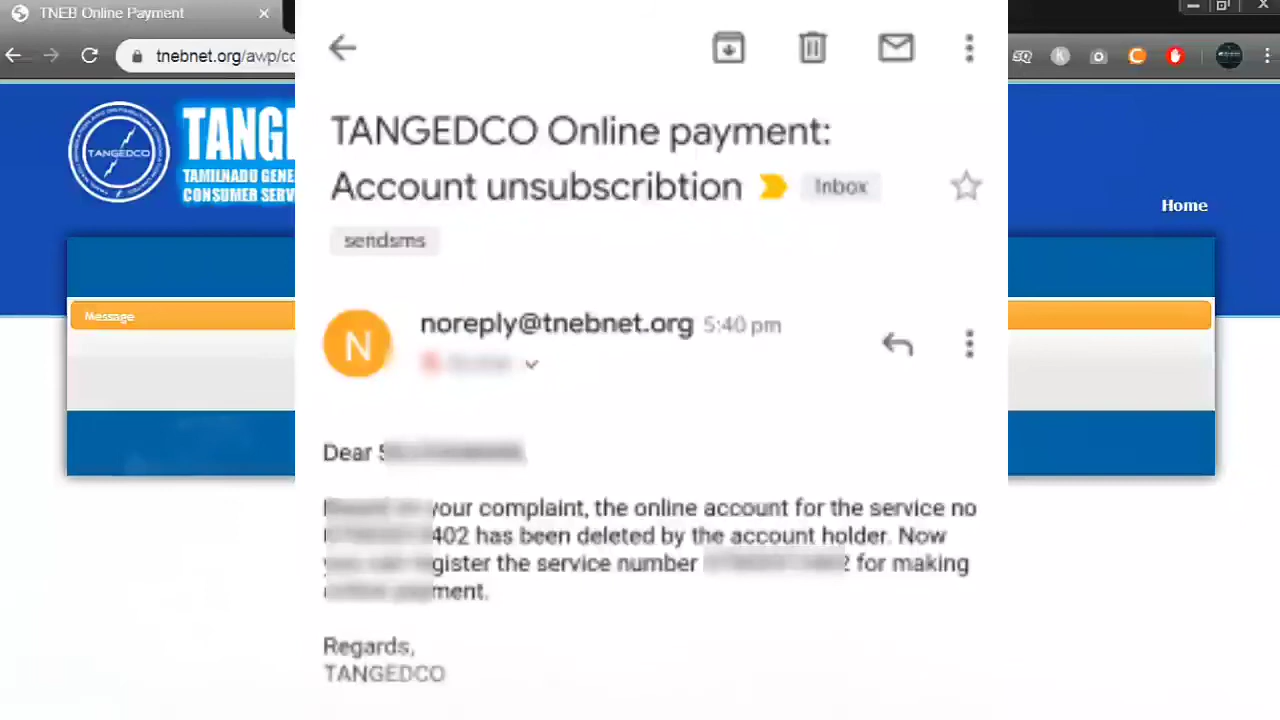 TNEB Online Payment
tnebnet.org/awp/co
TANGEDCO
TANGE
TAMILNADU GENE
CONSUMER SERV
Home
Message
TANGEDCO Online payment:
Account unsubscribtion
Inbox
sendsms
N
noreply@tnebnet.org 5:40 pm
Dear S
your complaint, the online account for the service no
402 has been deleted by the account holder. Now
gister the service number 2 for making
ment.
Regards,
TANGEDCO